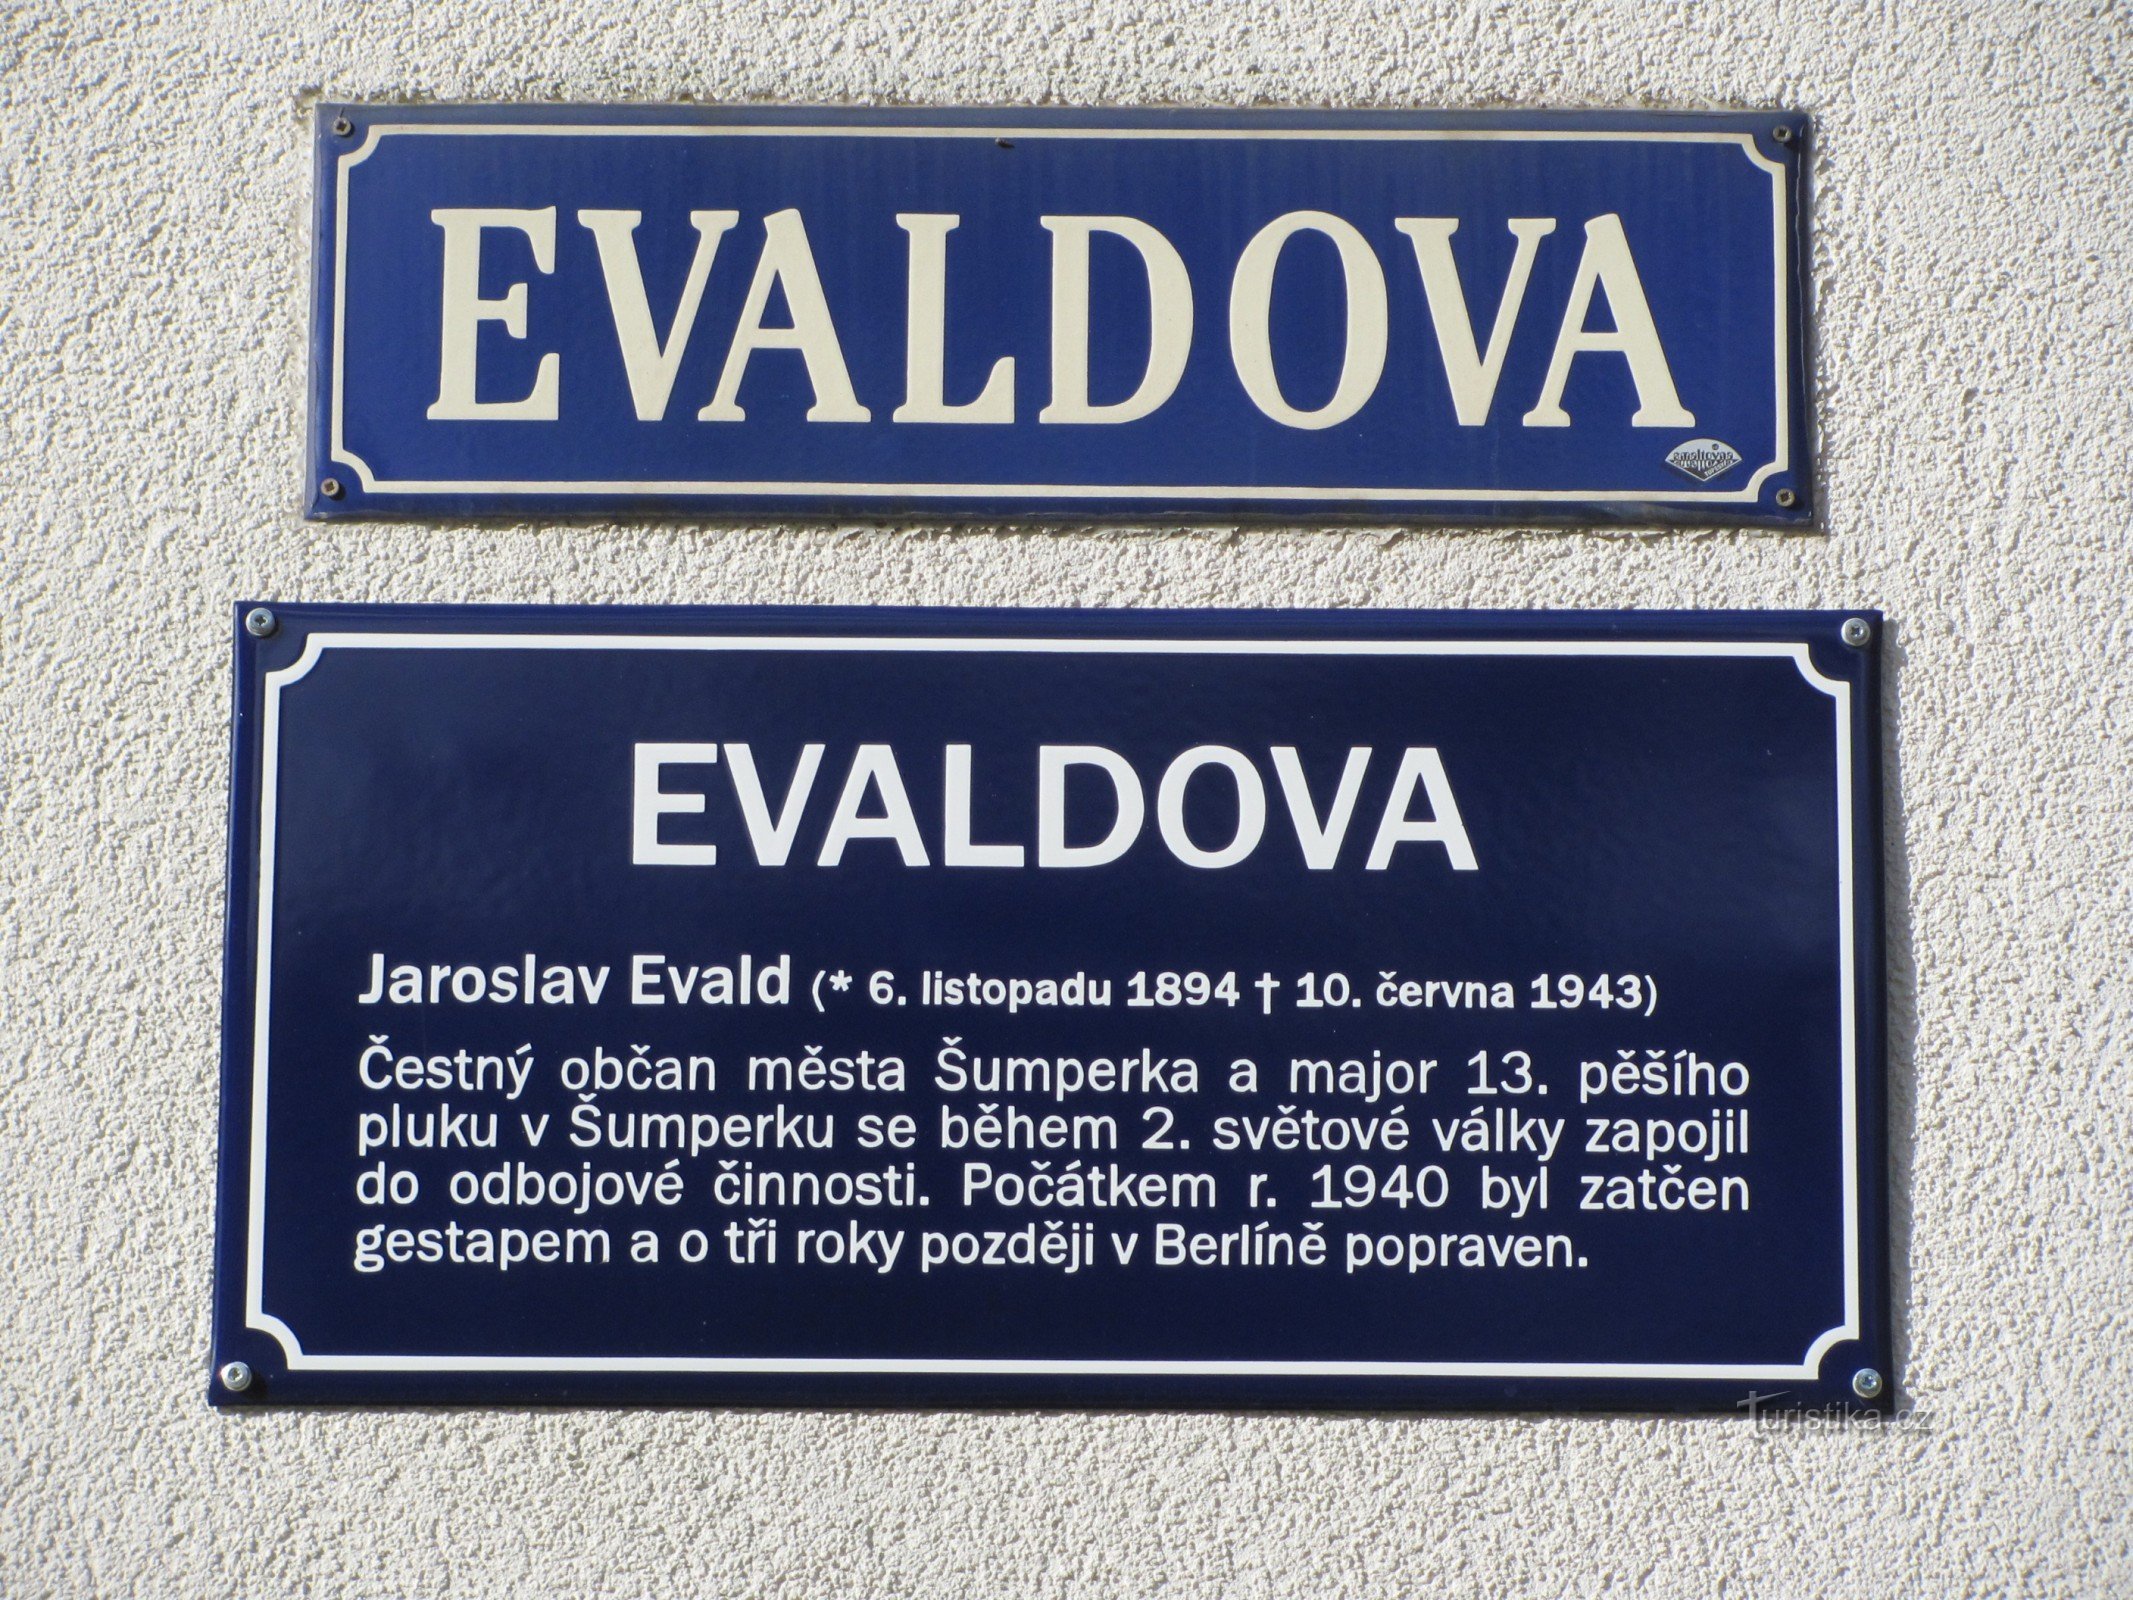 EVALDOVA
EVALDOVA
Jaroslav Evald (* 6. listopadu 1894 † 10. června 1943)
Čestný občan města Šumperka a major 13. pěšího
pluku v Šumperku se během 2. světové války zapojil
do odbojové činnosti. Počátkem r. 1940 byl zatčen
gestapem a o tři roky později v Berlíně popraven.
Turistika.cz